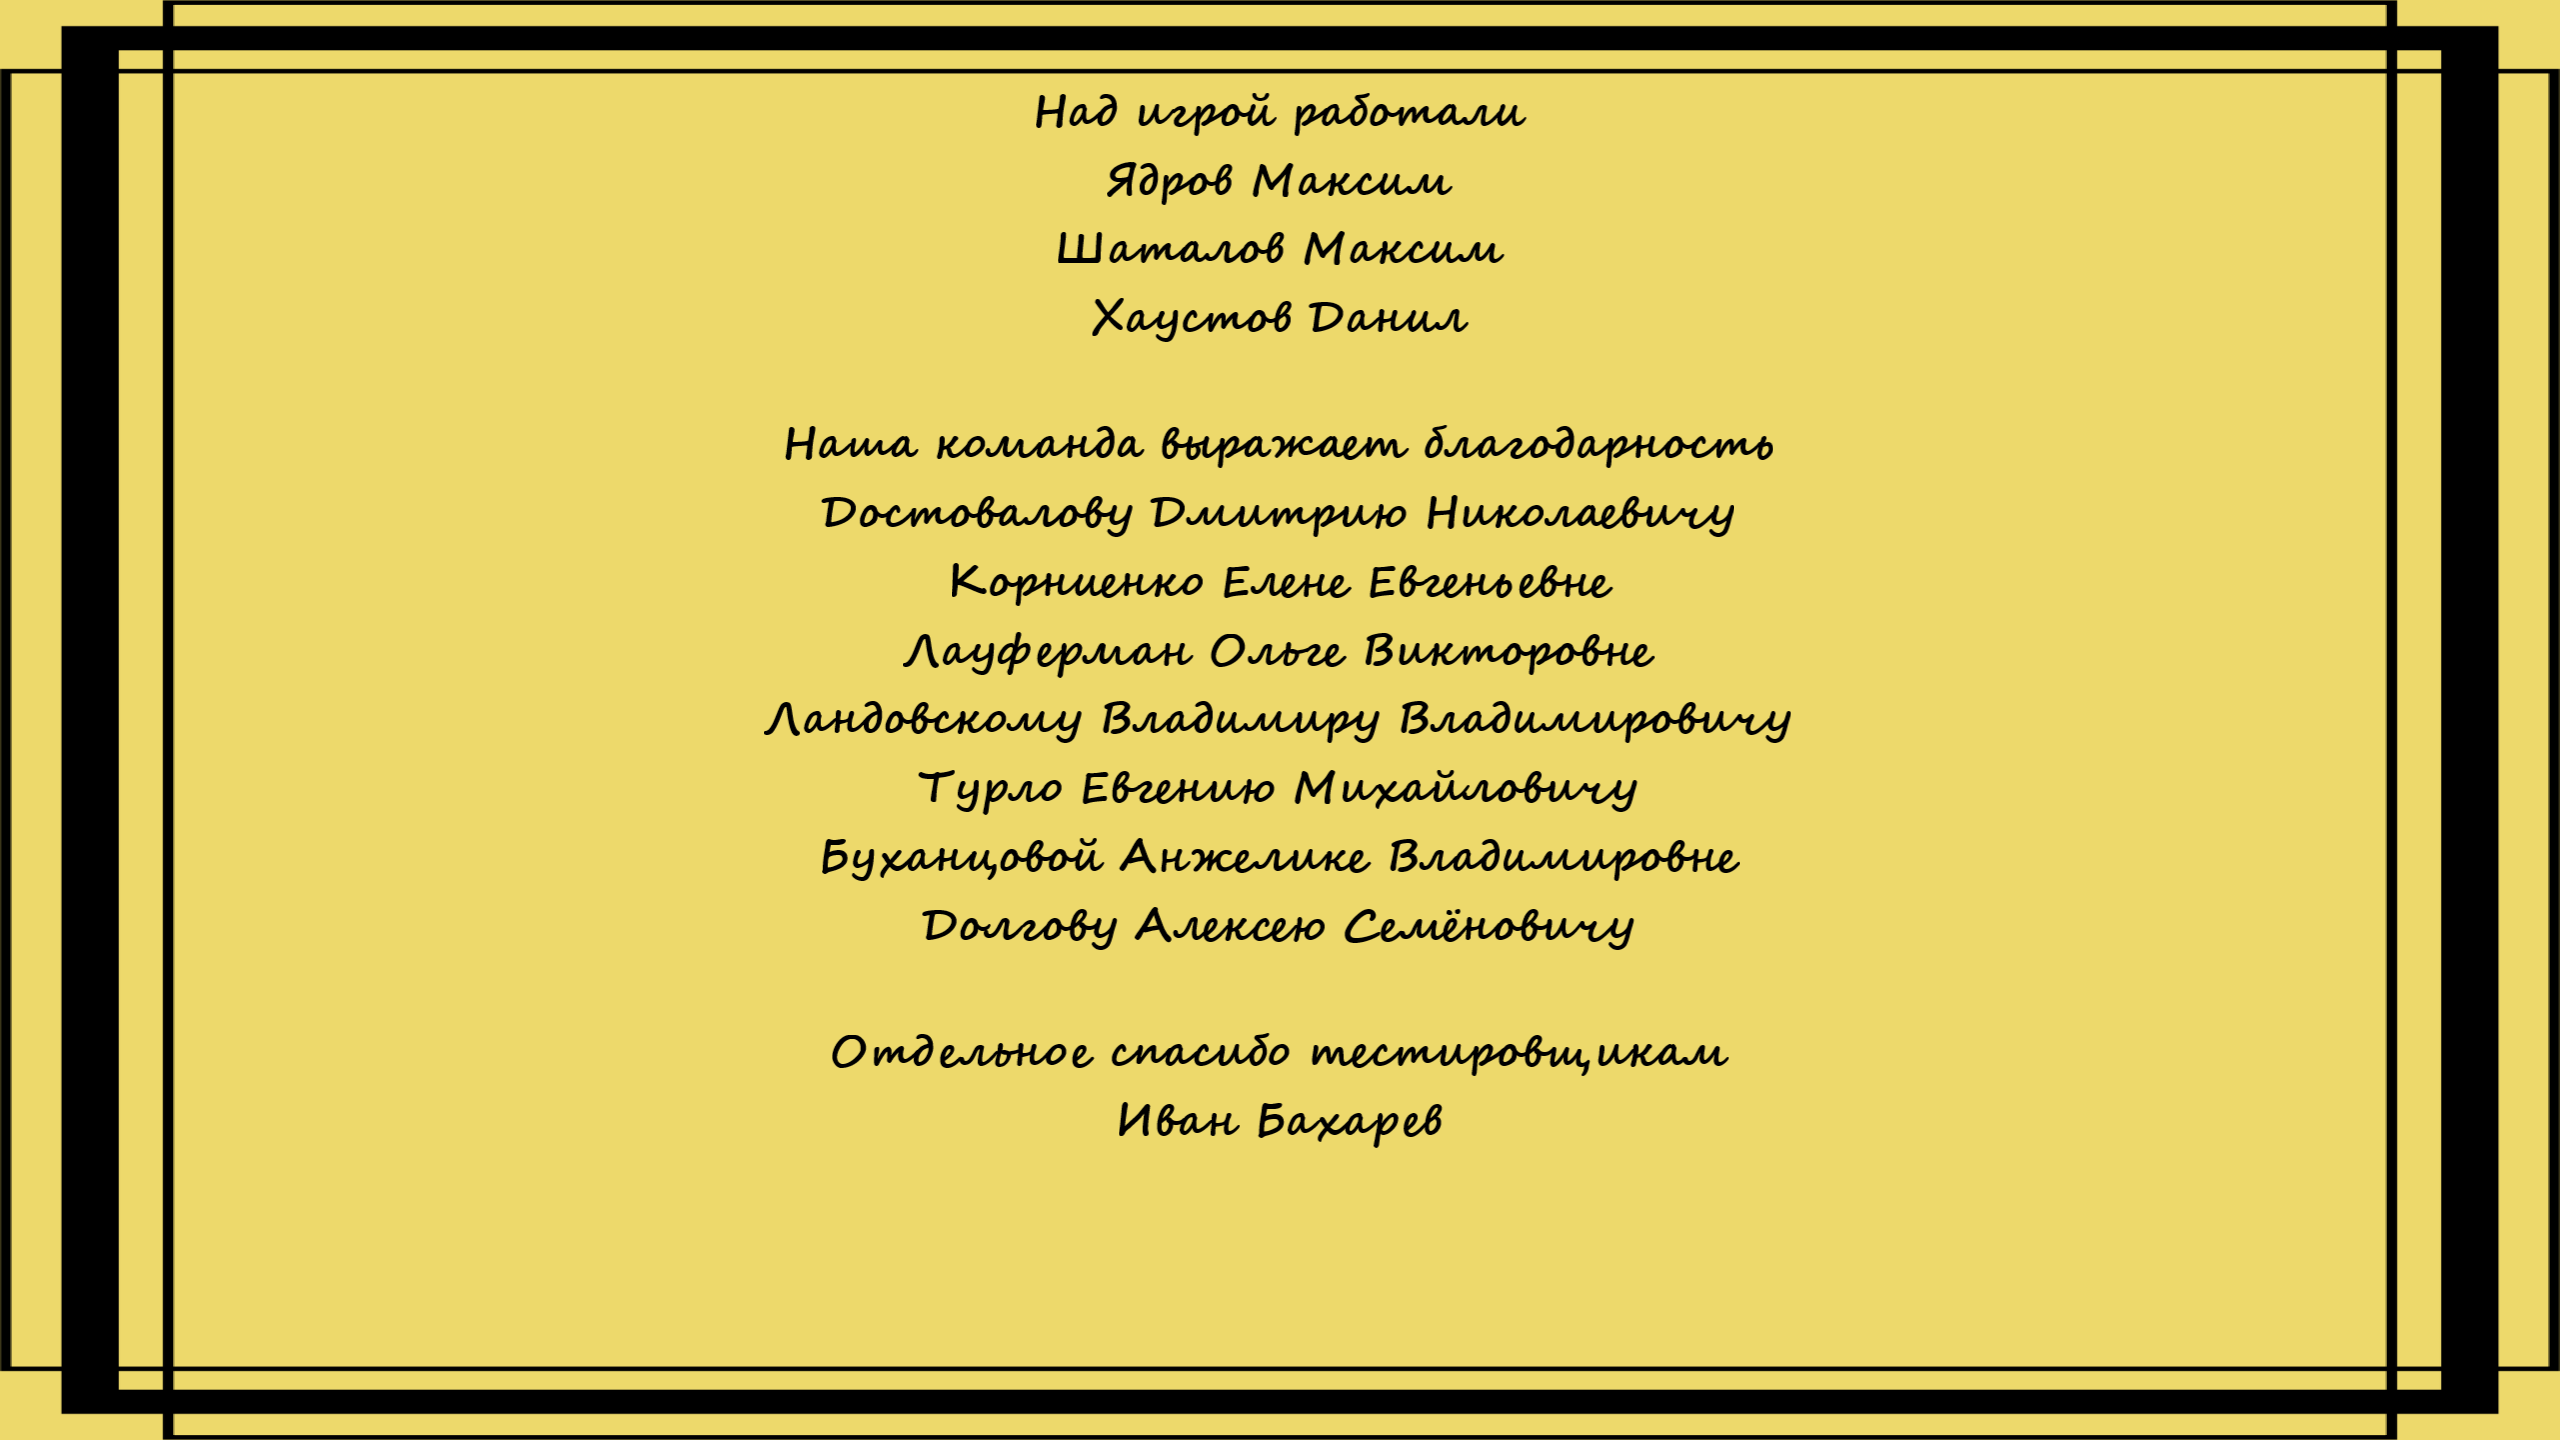 Над игрой работали
Ядров Максим
Шаталов Максим
Хаустов Данил
Наша команда выражает благодарность
Достовалову Дмитрию Николаевичу
Корниенко Елене Евгеньевне
Лауферман Ольге Викторовне
Ландовскому Владимиру Владимировичу
Турло Евгению Михайловичу
Буханцовой Анжелике Владимировне
Долгову Алексею Семёновичу
Отдельное спасибо тестировщикам
Иван Бахарев